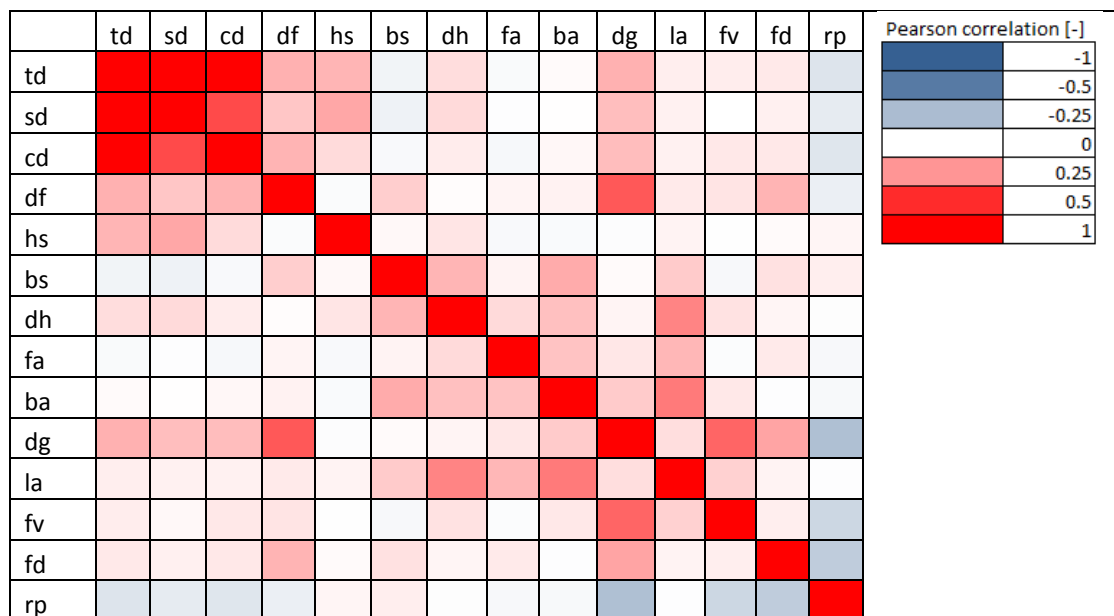 td sd cd df hs bs dh fa ba dg la fv fd rp
td
sd
cd
df
hs
bs
dh
fa
ba
dg
la
fv
fd
rp
Pearson correlation [-]
-1
-0.5
-0.25
0
0.25
0.5
1